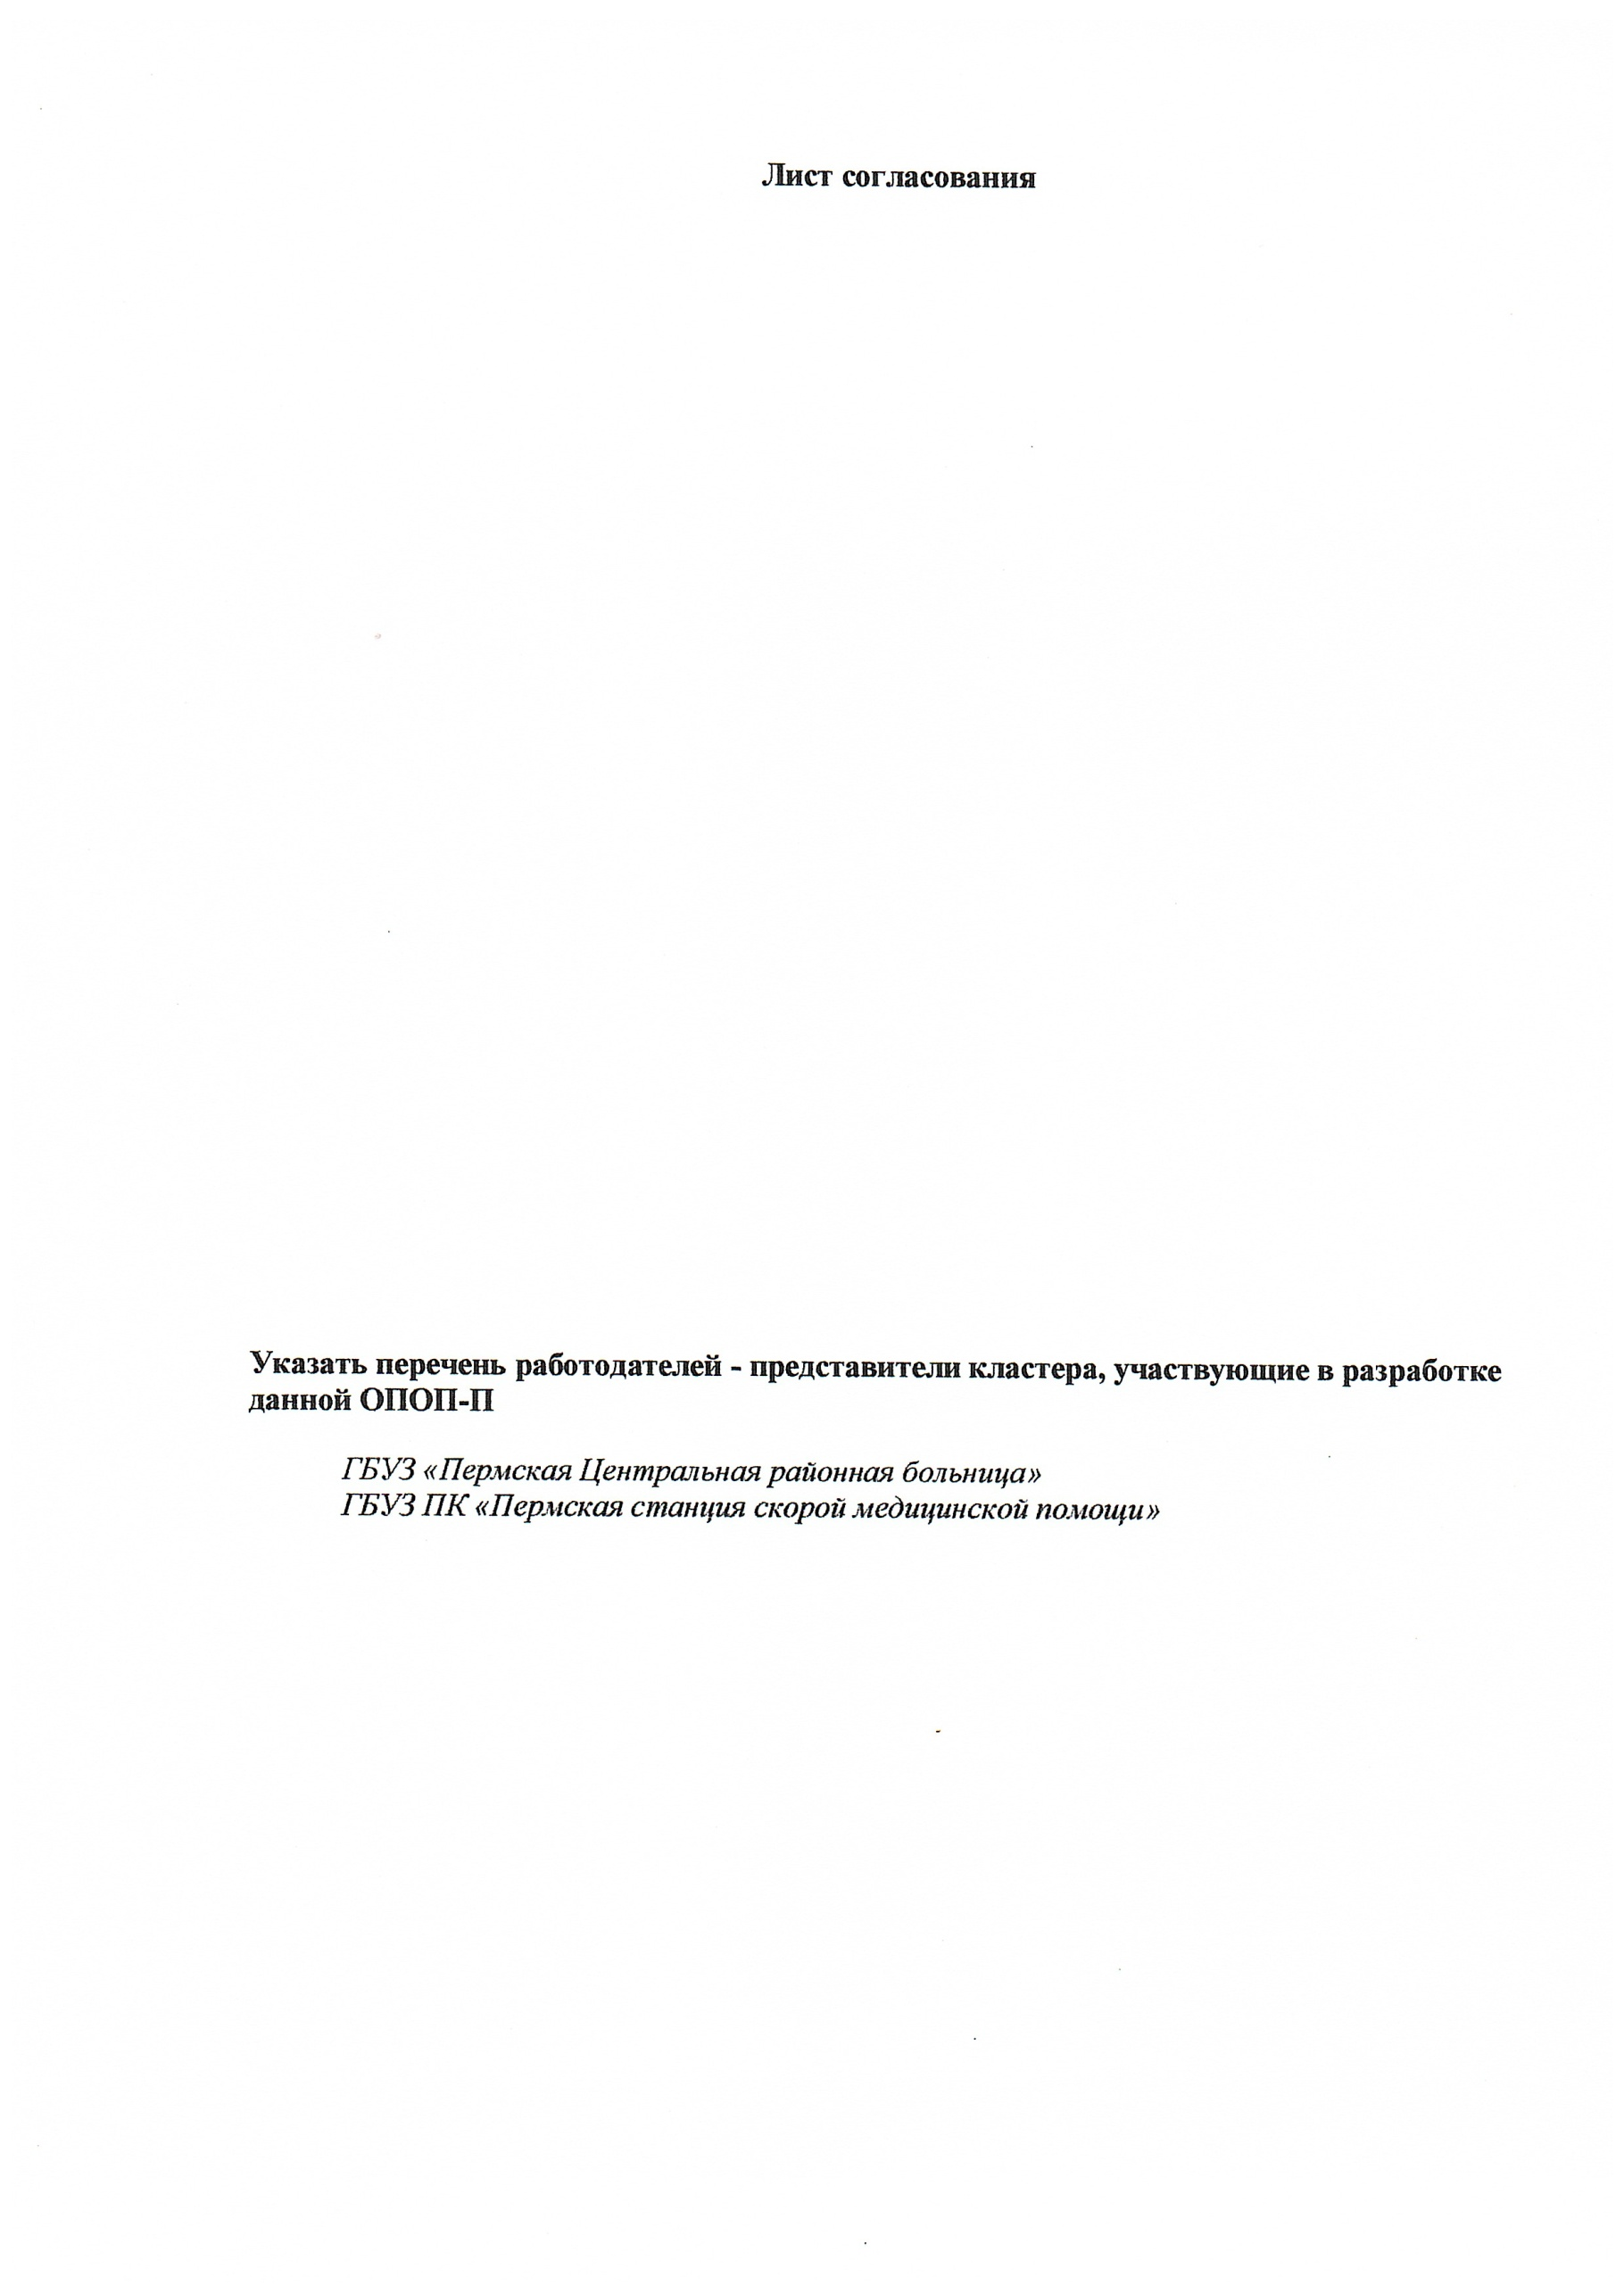 Лист согласования
Указать перечень работодателей - представители кластера, участвующие в разработке
данной ОПОП-П
ГБУЗ «Пермская Центральная районная больница»
ГБУЗ ПК «Пермская станция скорой медицинской помощи»